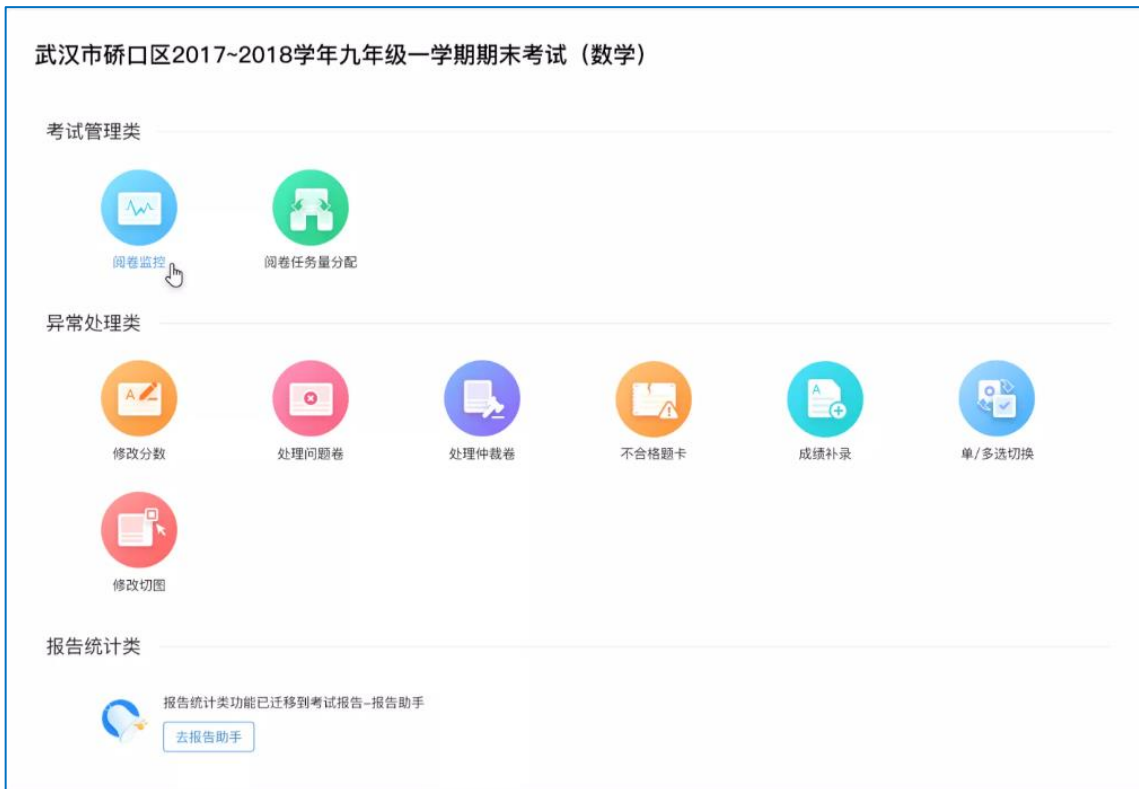 武汉市硚口区2017~2018学年九年级一学期期末考试（数学）
考试管理类
阅卷监控
阅卷任务量分配
异常处理类
A
A
修改分数
处理问题卷
处理仲裁卷
不合格题卡
成绩补录
单/多选切换
修改切图
报告统计类
报告统计类功能已迁移到考试报告-报告助手
去报告助手